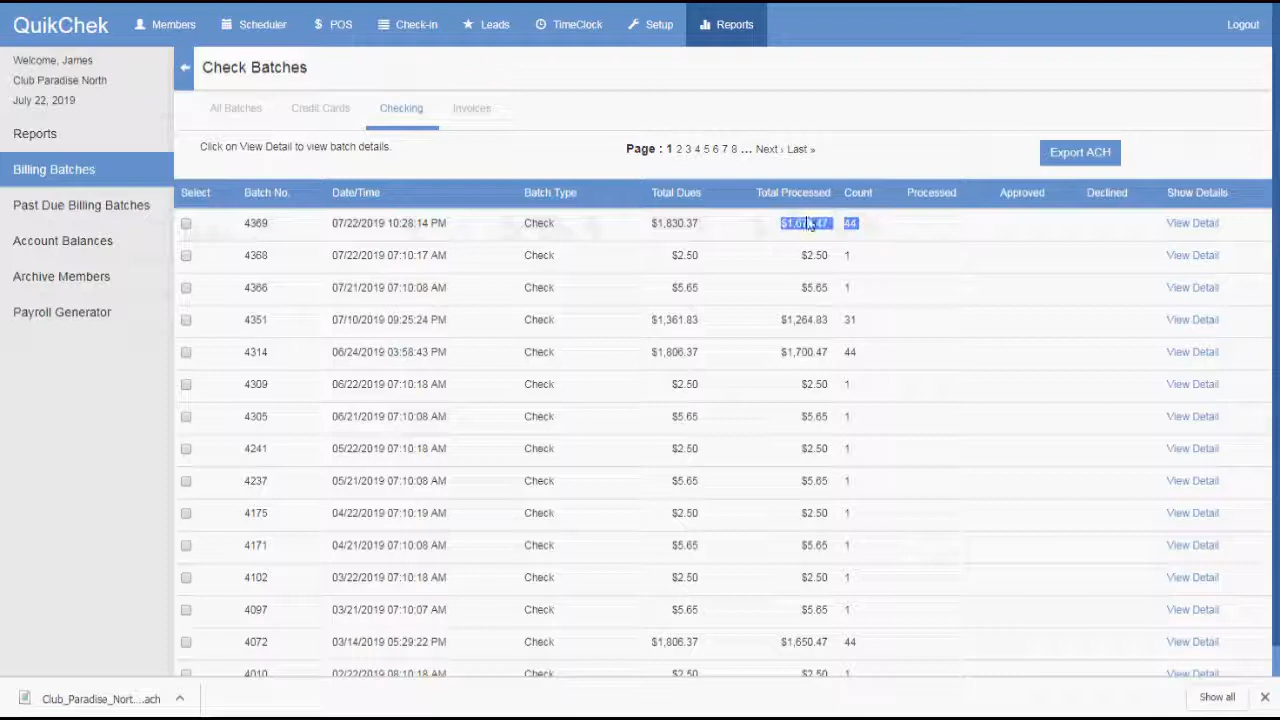 QuikChek Members Scheduler $ POS Check-in Leads TimeClock Setup Reports Logout
Welcome, James
Club Paradise North
July 22, 2019
Reports
Billing Batches
Past Due Billing Batches
Account Balances
Archive Members
Payroll Generator
Check Batches
All Batches Credit Cards Checking Invoices
Click on View Detail to view batch details. Page : 1 2 3 4 5 6 7 8 ... Next › Last » Export ACH
Select Batch No. Date/Time Batch Type Total Dues Total Processed Count Processed Approved Declined Show Details
4369 07/22/2019 10:28:14 PM Check $1,830.37 44 View Detail
4368 07/22/2019 07:10:17 AM Check $2.50 $2.50 1 View Detail
4366 07/21/2019 07:10:08 AM Check $5.65 $5.65 1 View Detail
4351 07/10/2019 09:25:24 PM Check $1,361.83 $1,264.83 31 View Detail
4314 06/24/2019 03:58:43 PM Check $1,806.37 $1,700.47 44 View Detail
4309 06/22/2019 07:10:18 AM Check $2.50 $2.50 1 View Detail
4305 06/21/2019 07:10:08 AM Check $5.65 $5.65 1 View Detail
4241 05/22/2019 07:10:18 AM Check $2.50 $2.50 1 View Detail
4237 05/21/2019 07:10:08 AM Check $5.65 $5.65 1 View Detail
4175 04/22/2019 07:10:19 AM Check $2.50 $2.50 1 View Detail
4171 04/21/2019 07:10:08 AM Check $5.65 $5.65 1 View Detail
4102 03/22/2019 07:10:18 AM Check $2.50 $2.50 1 View Detail
4097 03/21/2019 07:10:07 AM Check $5.65 $5.65 1 View Detail
4072 03/14/2019 05:29:22 PM Check $1,806.37 $1,650.47 44 View Detail
4010 02/22/2019 08:10:18 AM Check $2.50 $2.50 1 View Detail
Club_Paradise_Nort....ach Show all